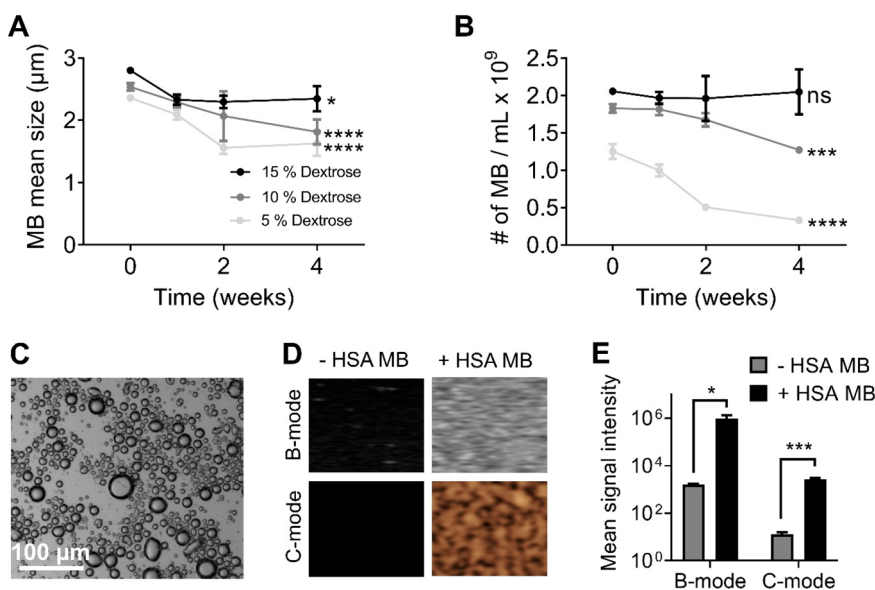 A
MB mean size (µm)
3
2
1
0
*
****
****
15 % Dextrose
10 % Dextrose
5 % Dextrose
0
2
4
Time (weeks)
B
# of MB / mL x 10⁹
2.5
2.0
1.5
1.0
0.5
0.0
ns
***
****
0
2
4
Time (weeks)
C
100 µm
D
- HSA MB
+ HSA MB
B-mode
C-mode
E
- HSA MB
+ HSA MB
Mean signal intensity
10⁶
10⁴
10²
10⁰
*
***
B-mode
C-mode